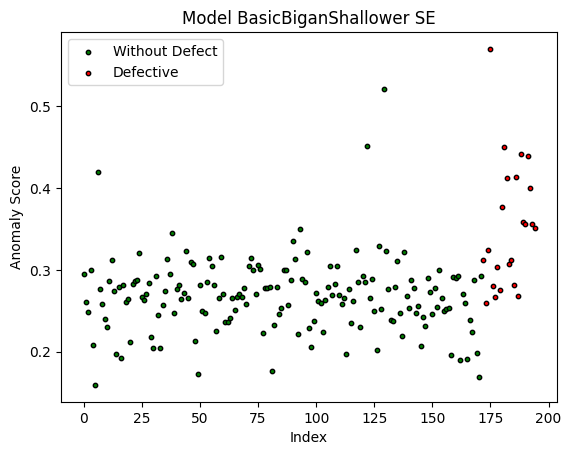 Model BasicBiganShallower SE
Without Defect
Defective
Anomaly Score
0.5
0.4
0.3
0.2
0 25 50 75 100 125 150 175 200
Index